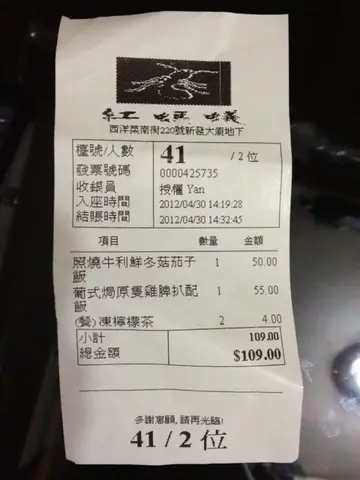 紅
西洋菜南街220號新發大廈地下
檯號/人數 41 / 2 位
發票號碼 0000425735
收銀員 授權 Yan
入座時間 2012/04/30 14:19:28
結賬時間 2012/04/30 14:32:45
項目 數量 金額
照燒牛利鮮冬菇茄子 1 50.00
飯
葡式焗原隻雞脾扒配 1 55.00
飯
(餐) 凍檸檬茶 2 4.00
小計 109.00
總金額 $109.00
多謝惠顧, 請再光臨!
41 / 2 位